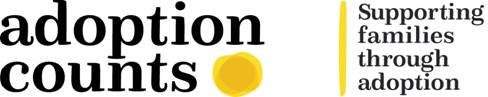 adoption
counts
Supporting
families
through
adoption